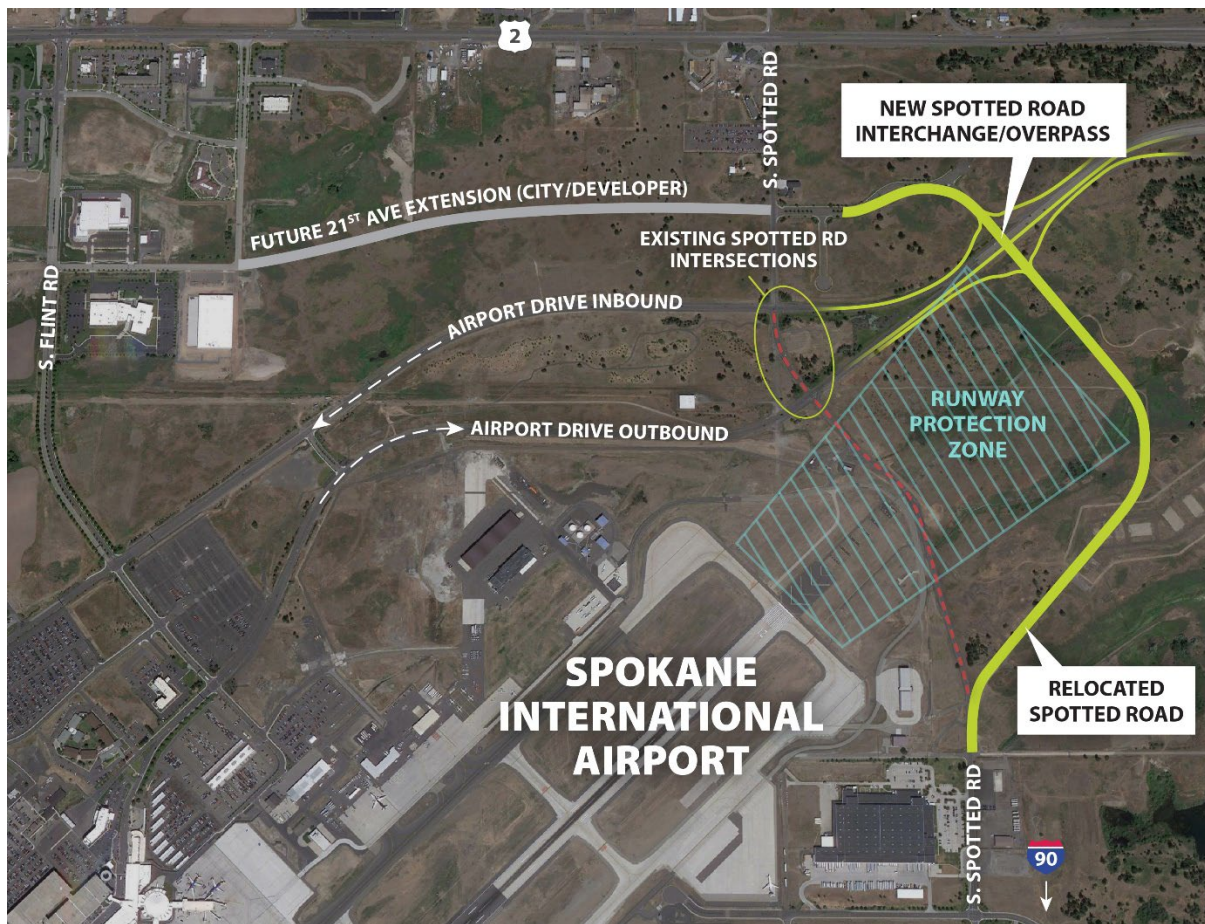 2
S. SPOTTED RD
NEW SPOTTED ROAD
INTERCHANGE/OVERPASS
FUTURE 21ST AVE EXTENSION (CITY/DEVELOPER)
EXISTING SPOTTED RD
INTERSECTIONS
S. FLINT RD
AIRPORT DRIVE INBOUND
AIRPORT DRIVE OUTBOUND
RUNWAY
PROTECTION
ZONE
SPOKANE
INTERNATIONAL
AIRPORT
RELOCATED
SPOTTED ROAD
S. SPOTTED RD
90